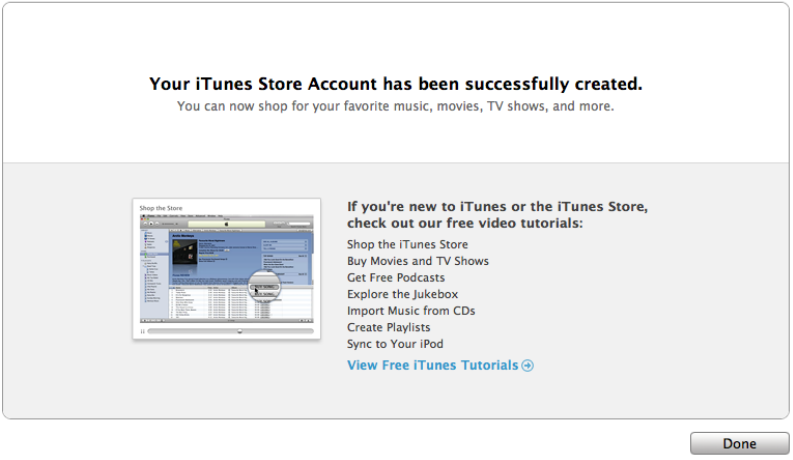 Your iTunes Store Account has been successfully created.
You can now shop for your favorite music, movies, TV shows, and more.
Shop the Store
If you're new to iTunes or the iTunes Store,
check out our free video tutorials:
Shop the iTunes Store
Buy Movies and TV Shows
Get Free Podcasts
Explore the Jukebox
Import Music from CDs
Create Playlists
Sync to Your iPod
View Free iTunes Tutorials
Done